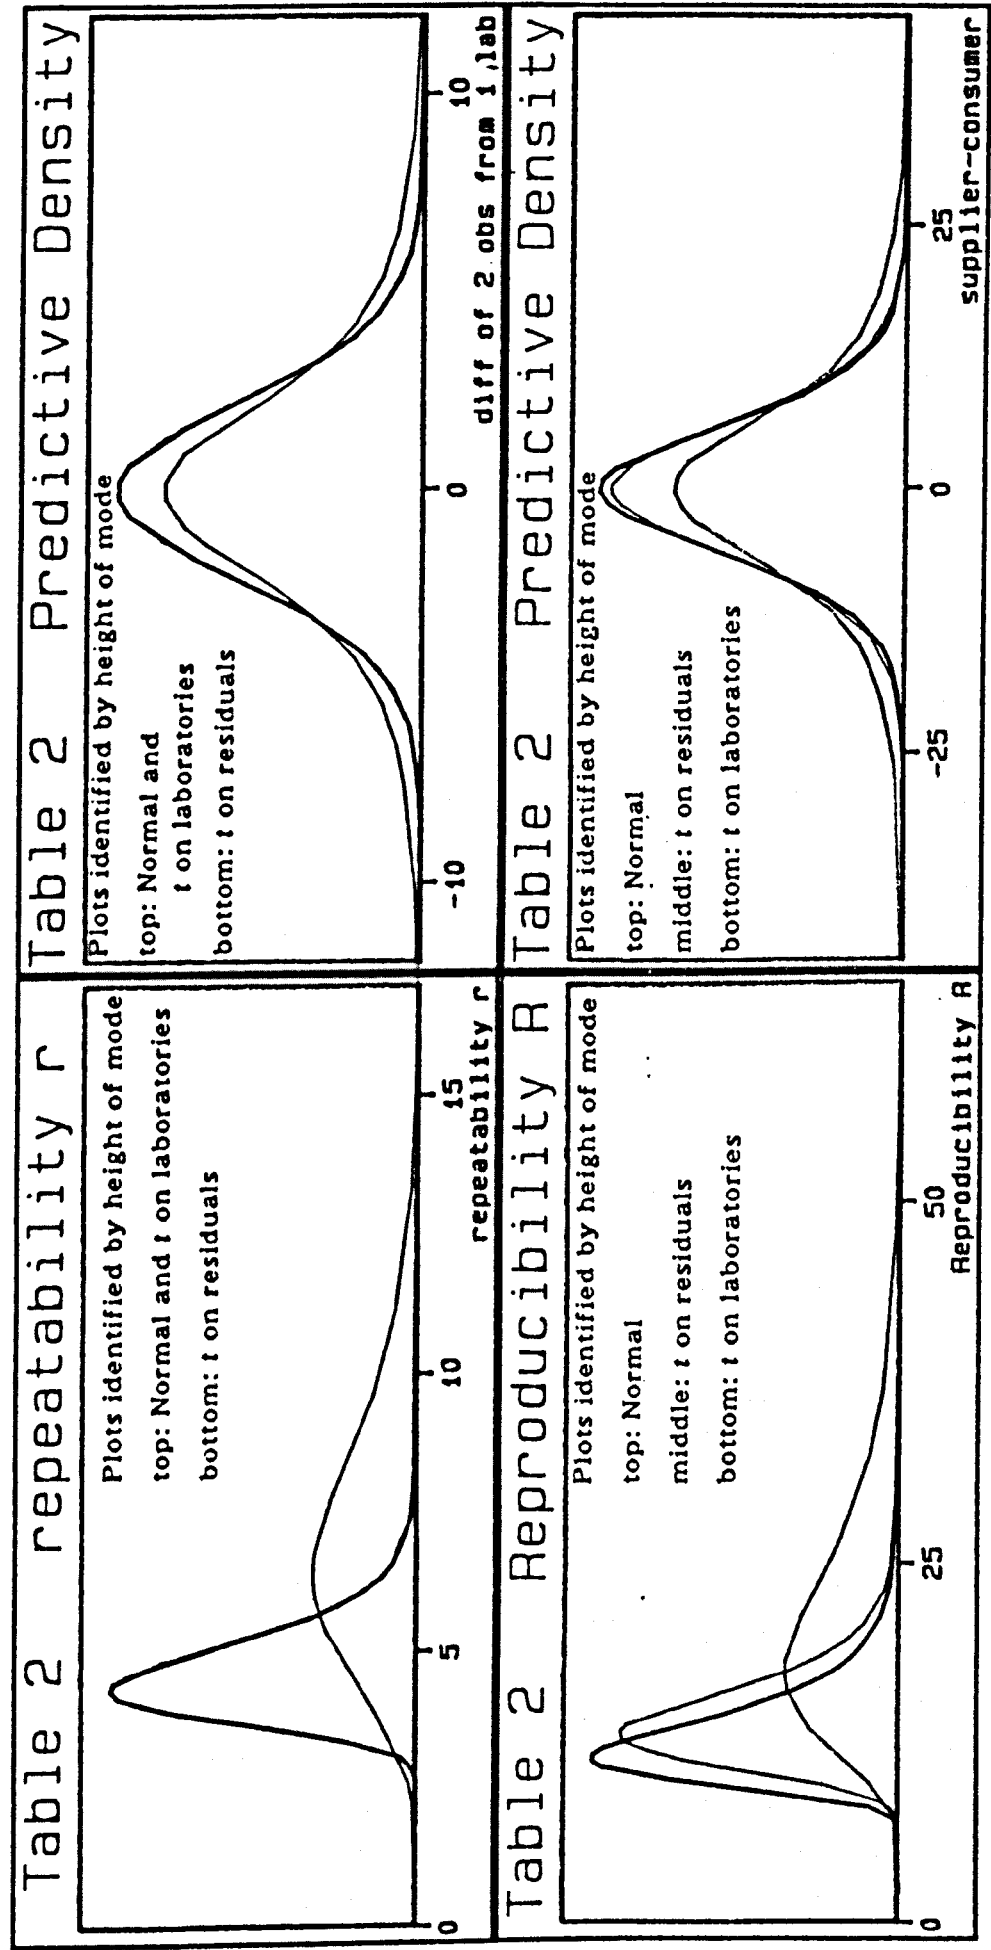 Table 2 repeatability r
Plots identified by height of mode
top: Normal and t on laboratories
bottom: t on residuals
0
5
10
15
repeatability r
Table 2 Predictive Density
Plots identified by height of mode
top: Normal and
t on laboratories
bottom: t on residuals
-10
0
10
diff of 2 obs from 1 lab
Table 2 Reproducibility R
Plots identified by height of mode
top: Normal
middle: t on residuals
bottom: t on laboratories
0
25
50
Reproducibility R
Table 2 Predictive Density
Plots identified by height of mode
top: Normal
middle: t on residuals
bottom: t on laboratories
-25
0
25
supplier-consumer